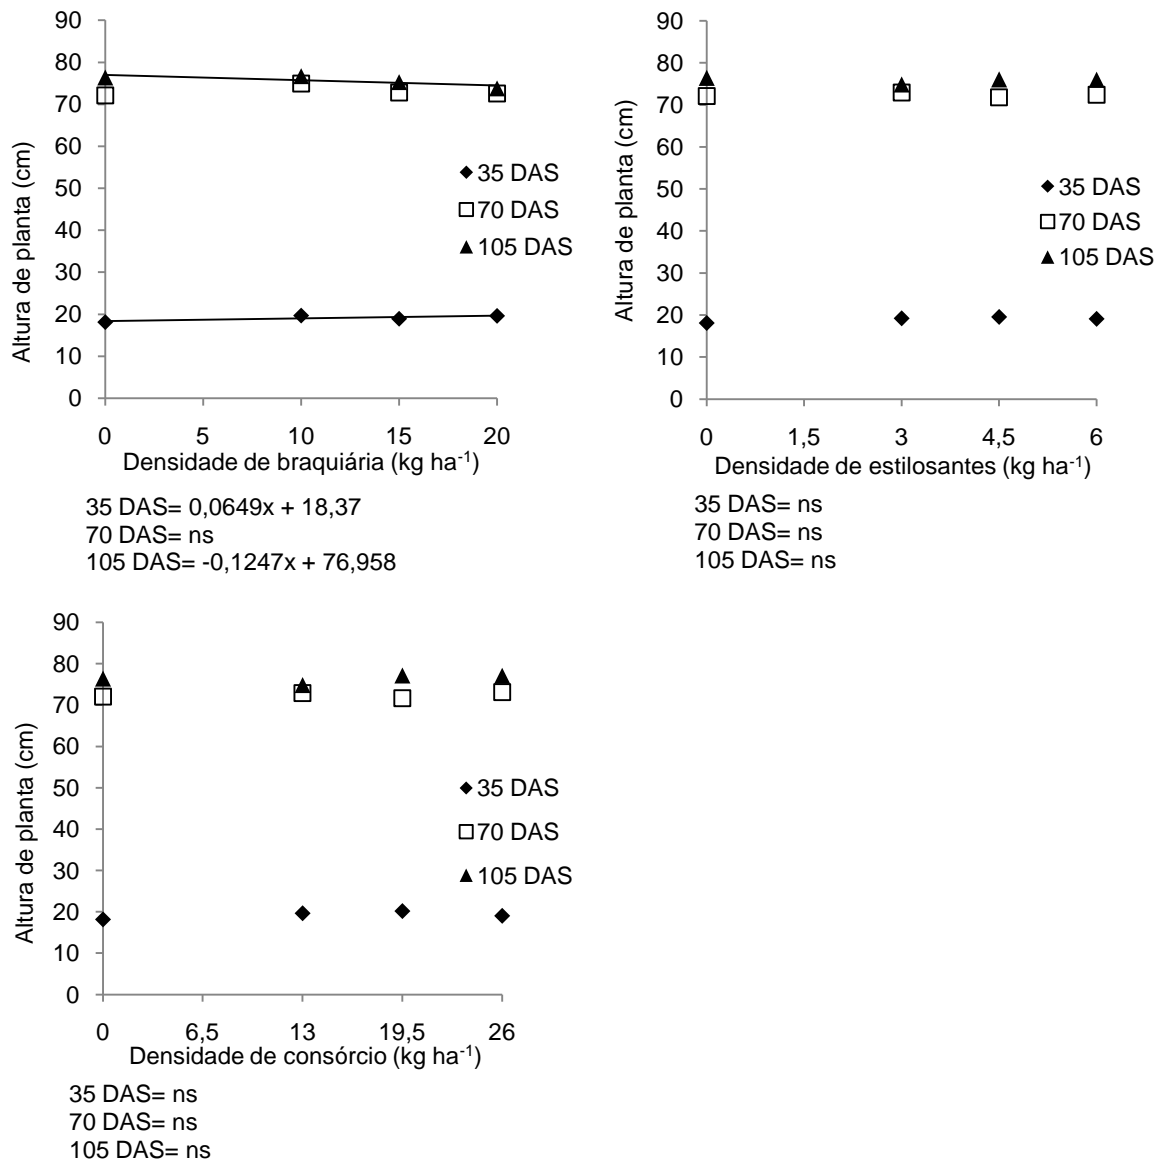 90
80
70
60
50
40
30
20
10
0
Altura de planta (cm)
35 DAS
70 DAS
105 DAS
0 5 10 15 20
Densidade de braquiária (kg ha-1)
35 DAS= 0,0649x + 18,37
70 DAS= ns
105 DAS= -0,1247x + 76,958
90
80
70
60
50
40
30
20
10
0
Altura de planta (cm)
35 DAS
70 DAS
105 DAS
0 1,5 3 4,5 6
Densidade de estilosantes (kg ha-1)
35 DAS= ns
70 DAS= ns
105 DAS= ns
90
80
70
60
50
40
30
20
10
0
Altura de planta (cm)
35 DAS
70 DAS
105 DAS
0 6,5 13 19,5 26
Densidade de consórcio (kg ha-1)
35 DAS= ns
70 DAS= ns
105 DAS= ns